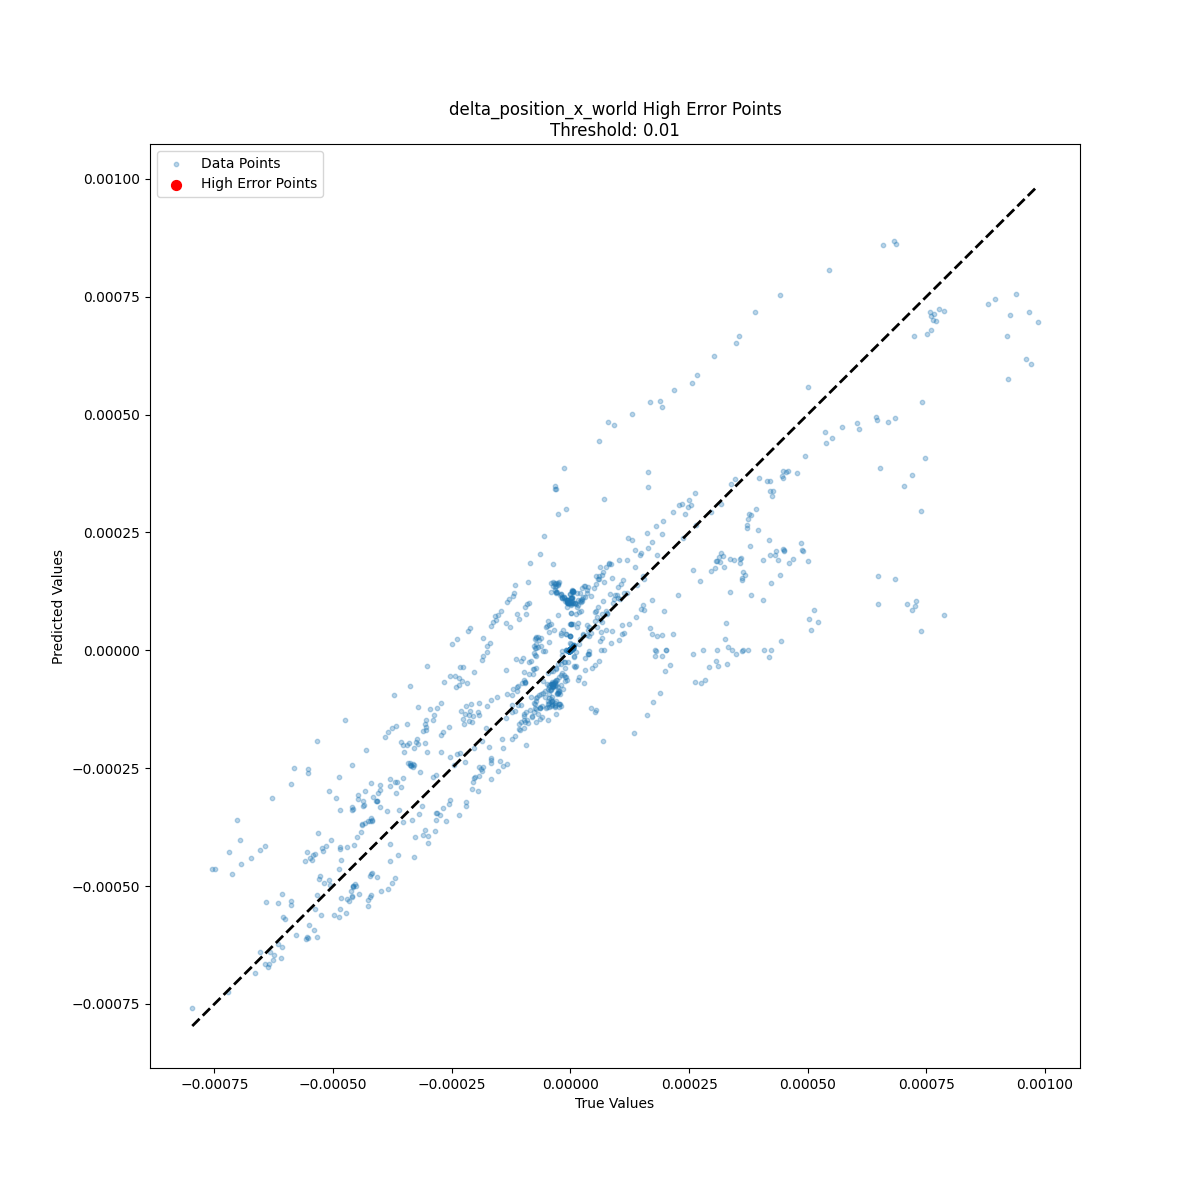 delta_position_x_world High Error Points
Threshold: 0.01
Data Points
High Error Points
0.00100
0.00075
0.00050
0.00025
0.00000
−0.00025
−0.00050
−0.00075
Predicted Values
−0.00075 −0.00050 −0.00025 0.00000 0.00025 0.00050 0.00075 0.00100
True Values